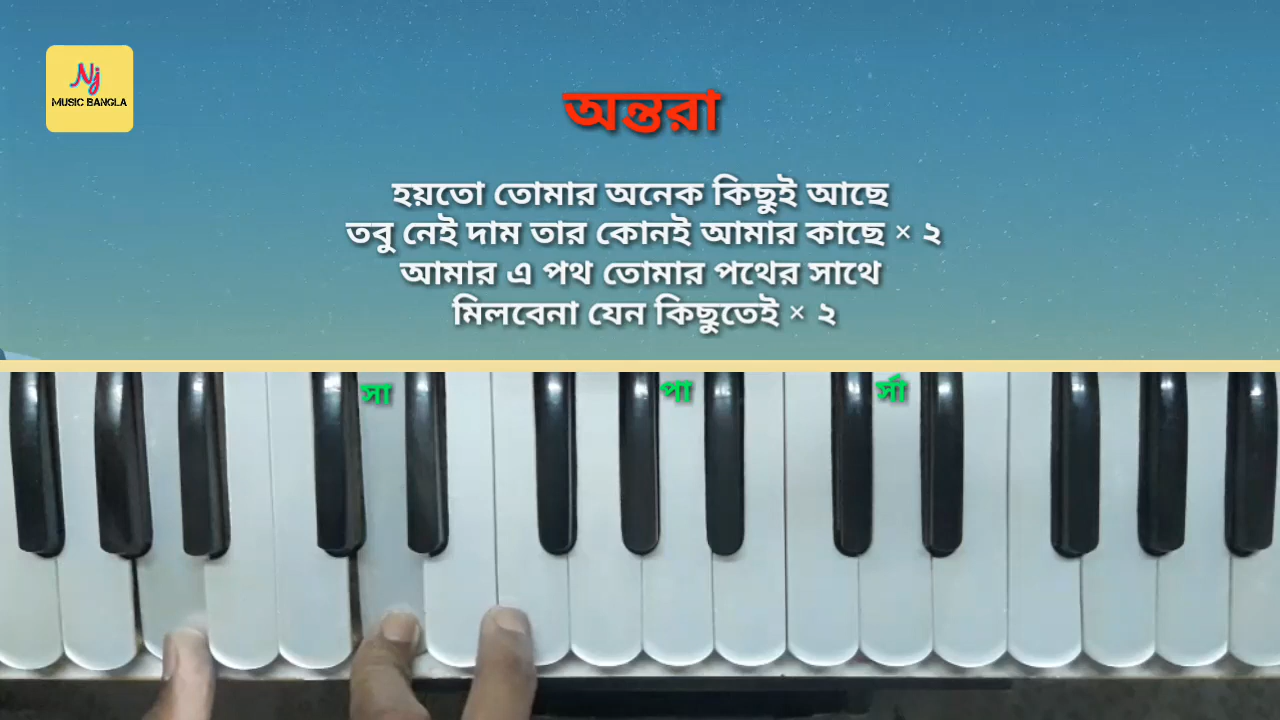 Nj
MUSIC BANGLA
অন্তরা
হয়তো তোমার অনেক কিছুই আছে
তবু নেই দাম তার কোনই আমার কাছে × ২
আমার এ পথ তোমার পথের সাথে
মিলবেনা যেন কিছুতেই × ২
সা পা র্সা